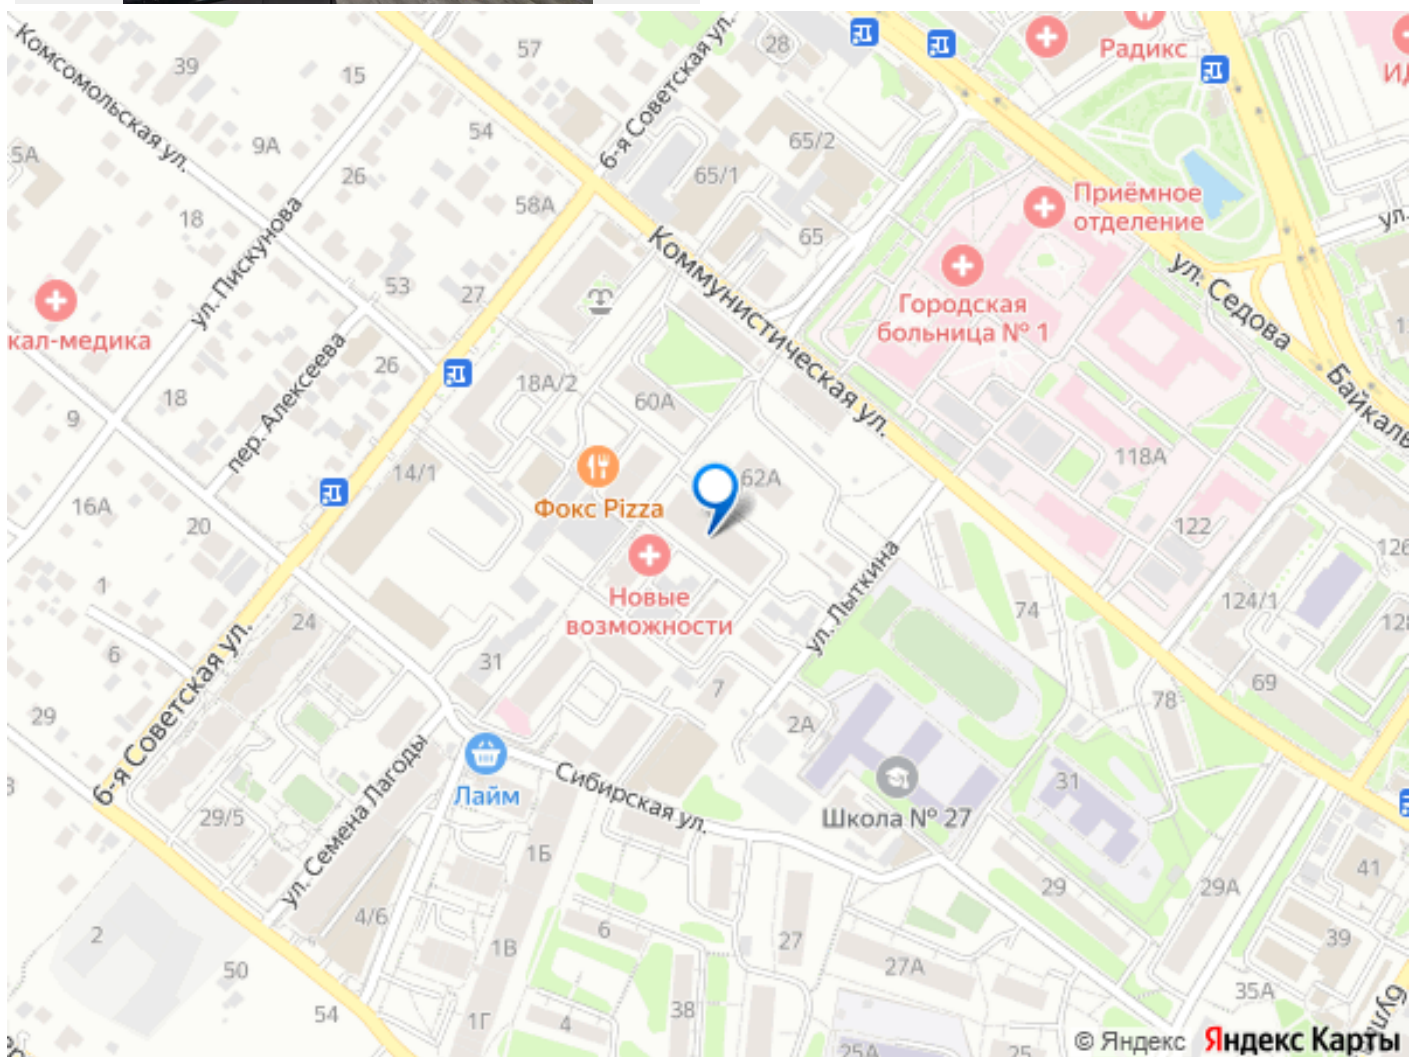 Комсомольская ул.
39
57
15
28
6-я Советская ул.
Радикс
5А
9А
54
65/2
26
65/1
58А
18
Приёмное
отделение
ул. Пискунова
65
Коммунистическая ул.
ул. Седова
53
27
Городская
больница № 1
кал-медика
пер. Алексеева
26
18А/2
60А
18
9
14/1
62А
118А
16А
20
Фокс Pizza
122
126
1
Новые
возможности
ул. Лыткина
74
124/1
6
24
31
7
69
78
29
2А
6-я Советская ул.
ул. Семена Лагоды
Лайм
Сибирская ул.
31
Школа № 27
29/5
1Б
41
29
29А
4/6
2
6
27
1В
39
27А
50
35А
38
54
1Г
4
25А
25
© Яндекс Яндекс Карты